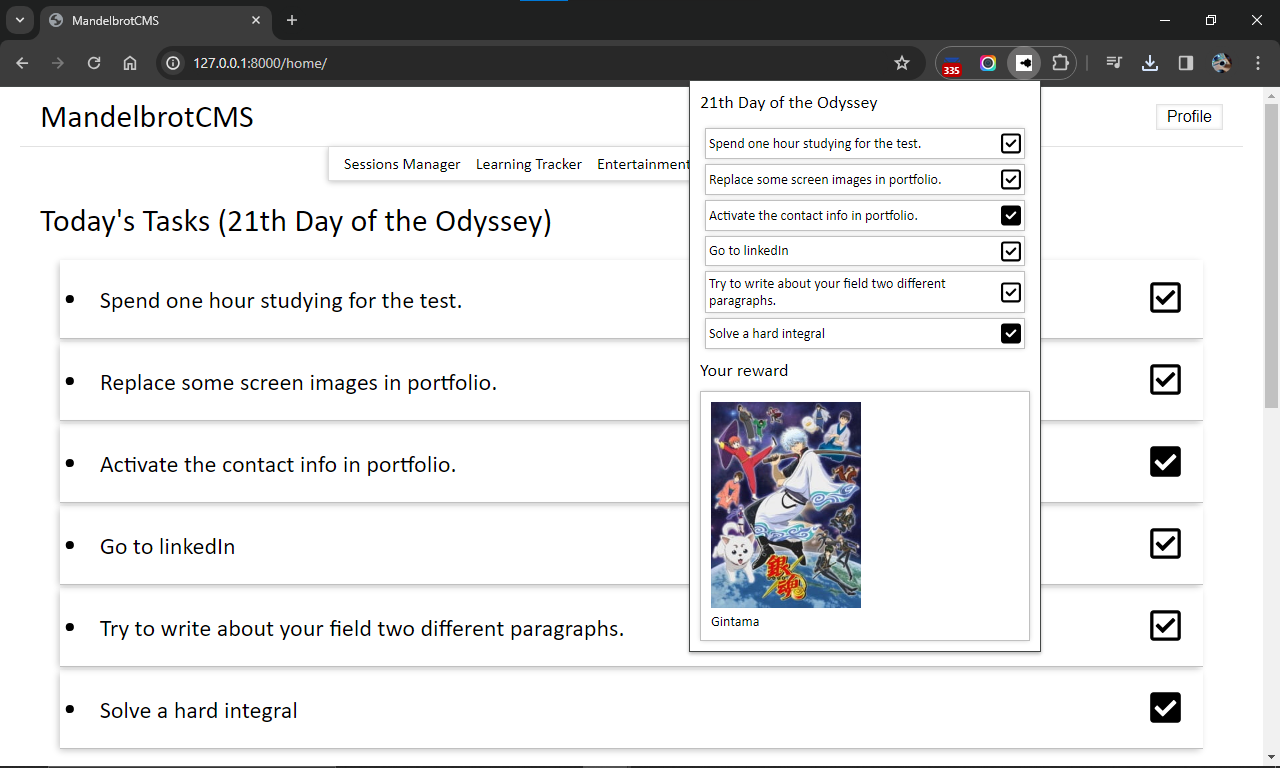 MandelbrotCMS
127.0.0.1:8000/home/
335
MandelbrotCMS
Profile
Sessions Manager Learning Tracker Entertainment
Today's Tasks (21th Day of the Odyssey)
• Spend one hour studying for the test.
• Replace some screen images in portfolio.
• Activate the contact info in portfolio.
• Go to linkedIn
• Try to write about your field two different paragraphs.
• Solve a hard integral
21th Day of the Odyssey
Spend one hour studying for the test.
Replace some screen images in portfolio.
Activate the contact info in portfolio.
Go to linkedIn
Try to write about your field two different
paragraphs.
Solve a hard integral
Your reward
銀魂
Gintama